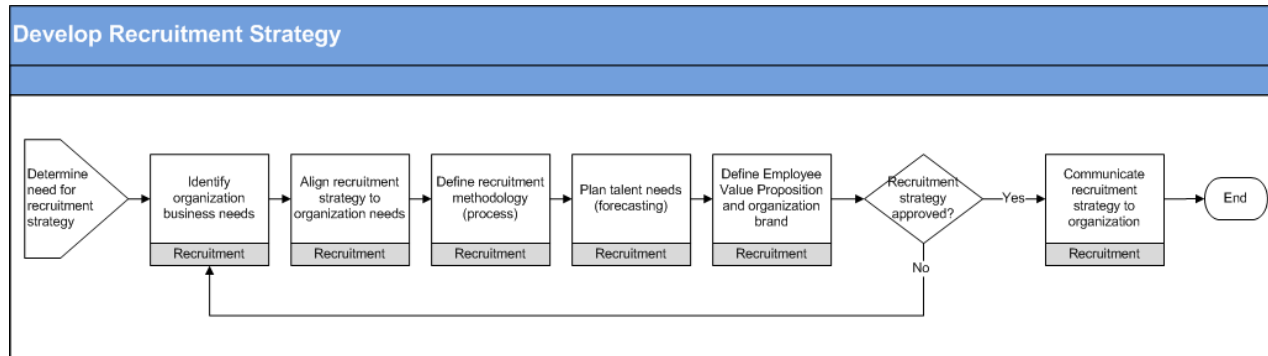 Develop Recruitment Strategy
Determine
need for
recruitment
strategy
Identify
organization
business needs
Recruitment
Align recruitment
strategy to
organization needs
Recruitment
Define recruitment
methodology
(process)
Recruitment
Plan talent needs
(forecasting)
Recruitment
Define Employee
Value Proposition
and organization
brand
Recruitment
Recruitment
strategy
approved?
Yes
No
Communicate
recruitment
strategy to
organization
Recruitment
End